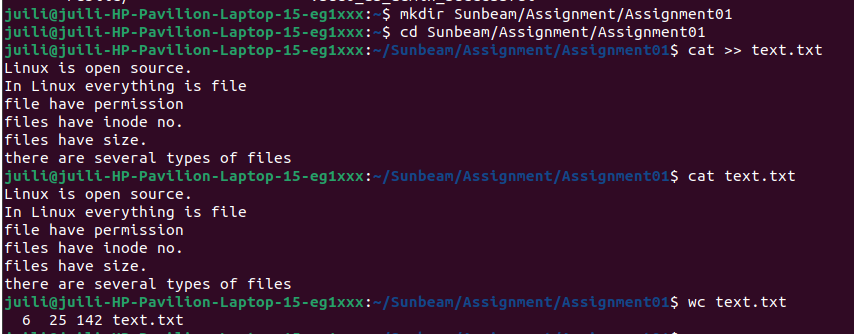 juili@juili-HP-Pavilion-Laptop-15-eg1xxx:~$ mkdir Sunbeam/Assignment/Assignment01
juili@juili-HP-Pavilion-Laptop-15-eg1xxx:~$ cd Sunbeam/Assignment/Assignment01
juili@juili-HP-Pavilion-Laptop-15-eg1xxx:~/Sunbeam/Assignment/Assignment01$ cat >> text.txt
Linux is open source.
In Linux everything is file
file have permission
files have inode no.
files have size.
there are several types of files
juili@juili-HP-Pavilion-Laptop-15-eg1xxx:~/Sunbeam/Assignment/Assignment01$ cat text.txt
Linux is open source.
In Linux everything is file
file have permission
files have inode no.
files have size.
there are several types of files
juili@juili-HP-Pavilion-Laptop-15-eg1xxx:~/Sunbeam/Assignment/Assignment01$ wc text.txt
  6  25 142 text.txt